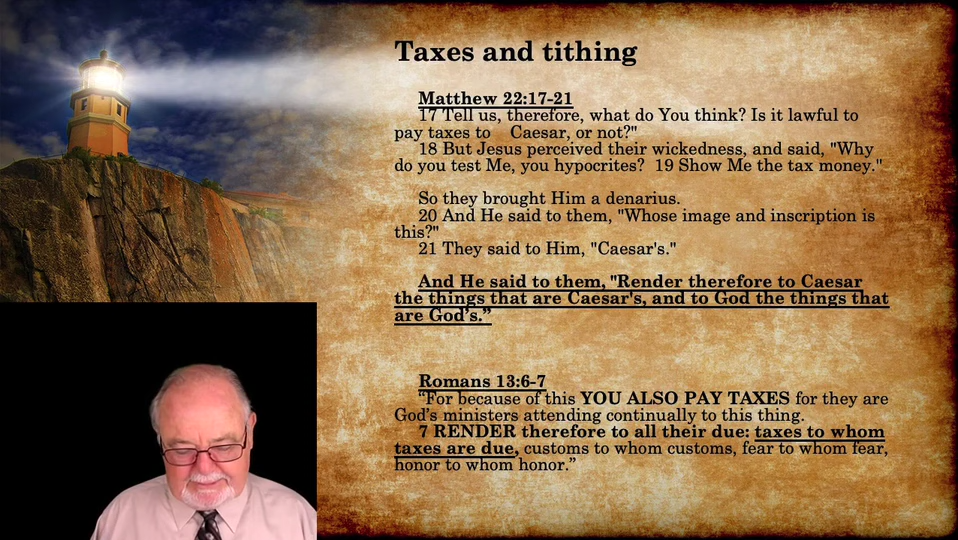 Taxes and tithing
Matthew 22:17-21
17 Tell us, therefore, what do You think? Is it lawful to
pay taxes to Caesar, or not?"
18 But Jesus perceived their wickedness, and said, "Why
do you test Me, you hypocrites? 19 Show Me the tax money."
So they brought Him a denarius.
20 And He said to them, "Whose image and inscription is
this?"
21 They said to Him, "Caesar's."
And He said to them, "Render therefore to Caesar
the things that are Caesar's, and to God the things that
are God’s.”
Romans 13:6-7
“For because of this YOU ALSO PAY TAXES for they are
God’s ministers attending continually to this thing.
7 RENDER therefore to all their due: taxes to whom
taxes are due, customs to whom customs, fear to whom fear,
honor to whom honor.”